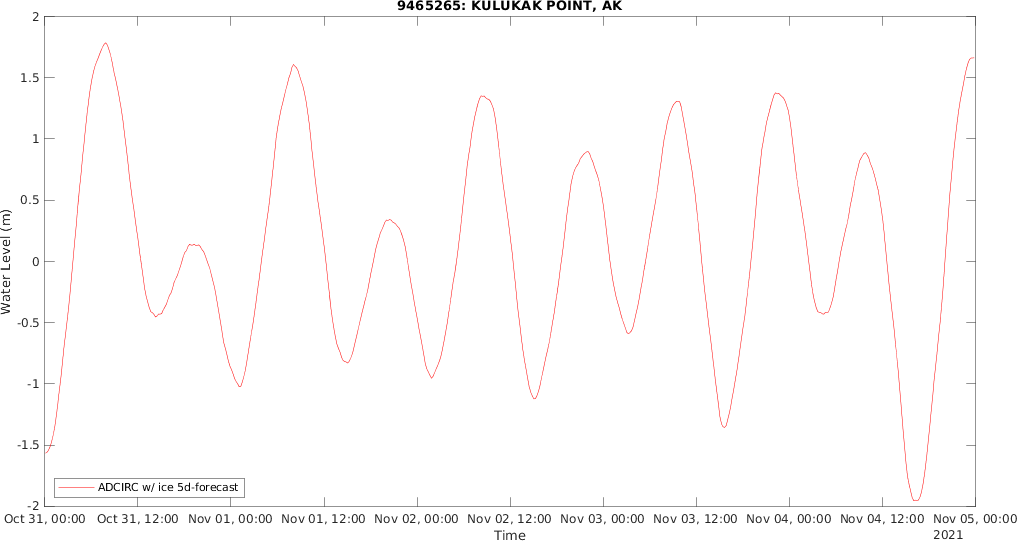 9465265: KULUKAK POINT, AK
2
1.5
1
0.5
0
-0.5
-1
-1.5
-2
Water Level (m)
ADCIRC w/ ice 5d-forecast
Oct 31, 00:00 Oct 31, 12:00 Nov 01, 00:00 Nov 01, 12:00 Nov 02, 00:00 Nov 02, 12:00 Nov 03, 00:00 Nov 03, 12:00 Nov 04, 00:00 Nov 04, 12:00 Nov 05, 00:00
Time
2021